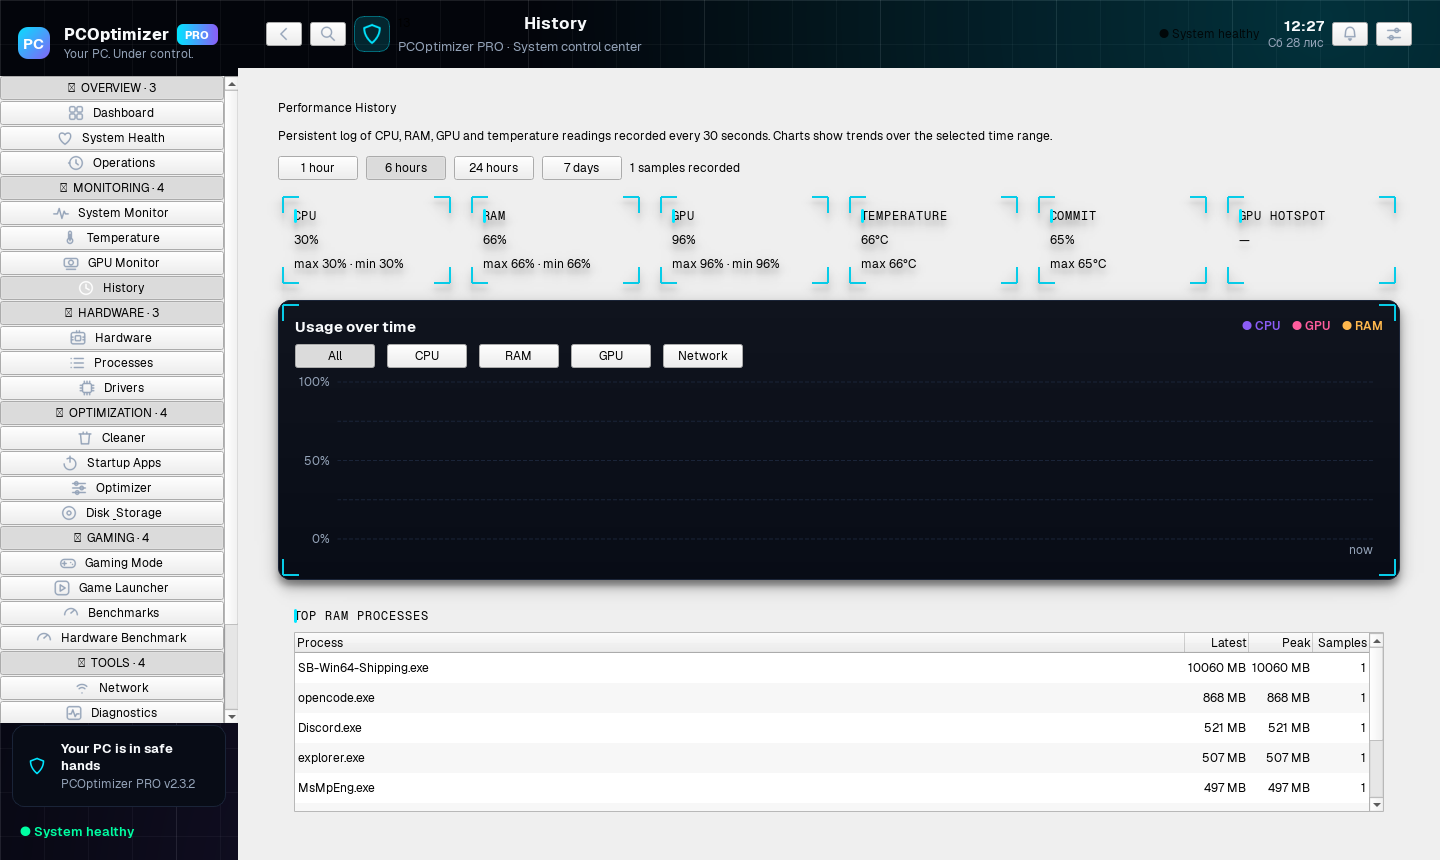 PC
PCOptimizer PRO
Your PC. Under control.
OVERVIEW · 3
Dashboard
System Health
Operations
MONITORING · 4
System Monitor
Temperature
GPU Monitor
History
HARDWARE · 3
Hardware
Processes
Drivers
OPTIMIZATION · 4
Cleaner
Startup Apps
Optimizer
Disk _Storage
GAMING · 4
Gaming Mode
Game Launcher
Benchmarks
Hardware Benchmark
TOOLS · 4
Network
Diagnostics
Your PC is in safe
hands
PCOptimizer PRO v2.3.2
● System healthy
History
PCOptimizer PRO · System control center
● System healthy
12:27
Сб 28 лис
Performance History
Persistent log of CPU, RAM, GPU and temperature readings recorded every 30 seconds. Charts show trends over the selected time range.
1 hour 6 hours 24 hours 7 days 1 samples recorded
CPU RAM GPU TEMPERATURE COMMIT GPU HOTSPOT
30% 66% 96% 66°C 65% —
max 30% · min 30% max 66% · min 66% max 96% · min 96% max 66°C max 65°C
Usage over time ● CPU ● GPU ● RAM
All CPU RAM GPU Network
100%
50%
0%
now
TOP RAM PROCESSES
Process Latest Peak Samples
SB-Win64-Shipping.exe 10060 MB 10060 MB 1
opencode.exe 868 MB 868 MB 1
Discord.exe 521 MB 521 MB 1
explorer.exe 507 MB 507 MB 1
MsMpEng.exe 497 MB 497 MB 1